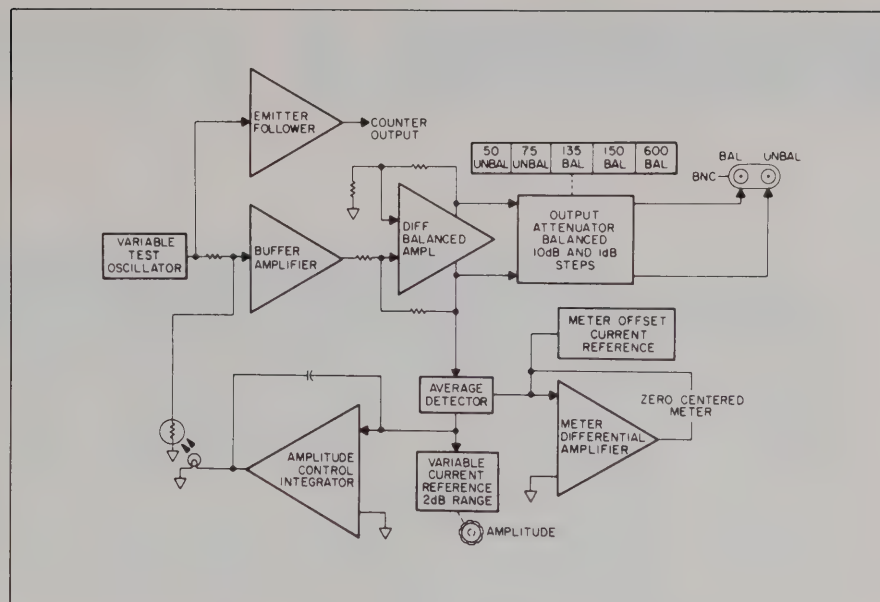 EMITTER
FOLLOWER
COUNTER
OUTPUT
50
UNBAL
75
UNBAL
135
BAL
150
BAL
600
BAL
BAL
UNBAL
BNC
VARIABLE
TEST
OSCILLATOR
BUFFER
AMPLIFIER
DIFF
BALANCED
AMPL
OUTPUT
ATTENUATOR
BALANCED
10dB AND 1dB
STEPS
METER OFFSET
CURRENT
REFERENCE
AVERAGE
DETECTOR
ZERO CENTERED
METER
METER
DIFFERENTIAL
AMPLIFIER
AMPLITUDE
CONTROL
INTEGRATOR
VARIABLE
CURRENT
REFERENCE
2dB RANGE
AMPLITUDE